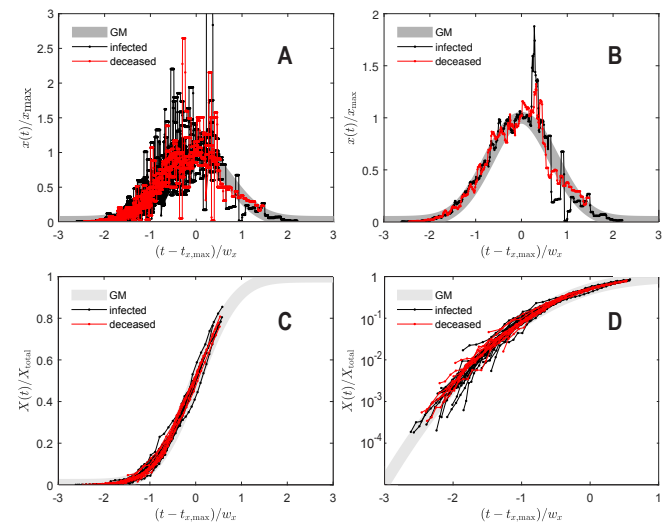 3
2.5
2
1.5
1
0.5
0
-3 -2 -1 0 1 2 3
x(t)/x_max
(t − t_x,max)/w_x
GM
infected
deceased
A
2
1.5
1
0.5
0
-3 -2 -1 0 1 2 3
x(t)/x_max
(t − t_x,max)/w_x
GM
infected
deceased
B
1
0.8
0.6
0.4
0.2
0
-3 -2 -1 0 1 2 3
X(t)/X_total
(t − t_x,max)/w_x
GM
infected
deceased
C
1
10^-1
10^-2
10^-3
10^-4
-3 -2 -1 0 1
X(t)/X_total
(t − t_x,max)/w_x
GM
infected
deceased
D